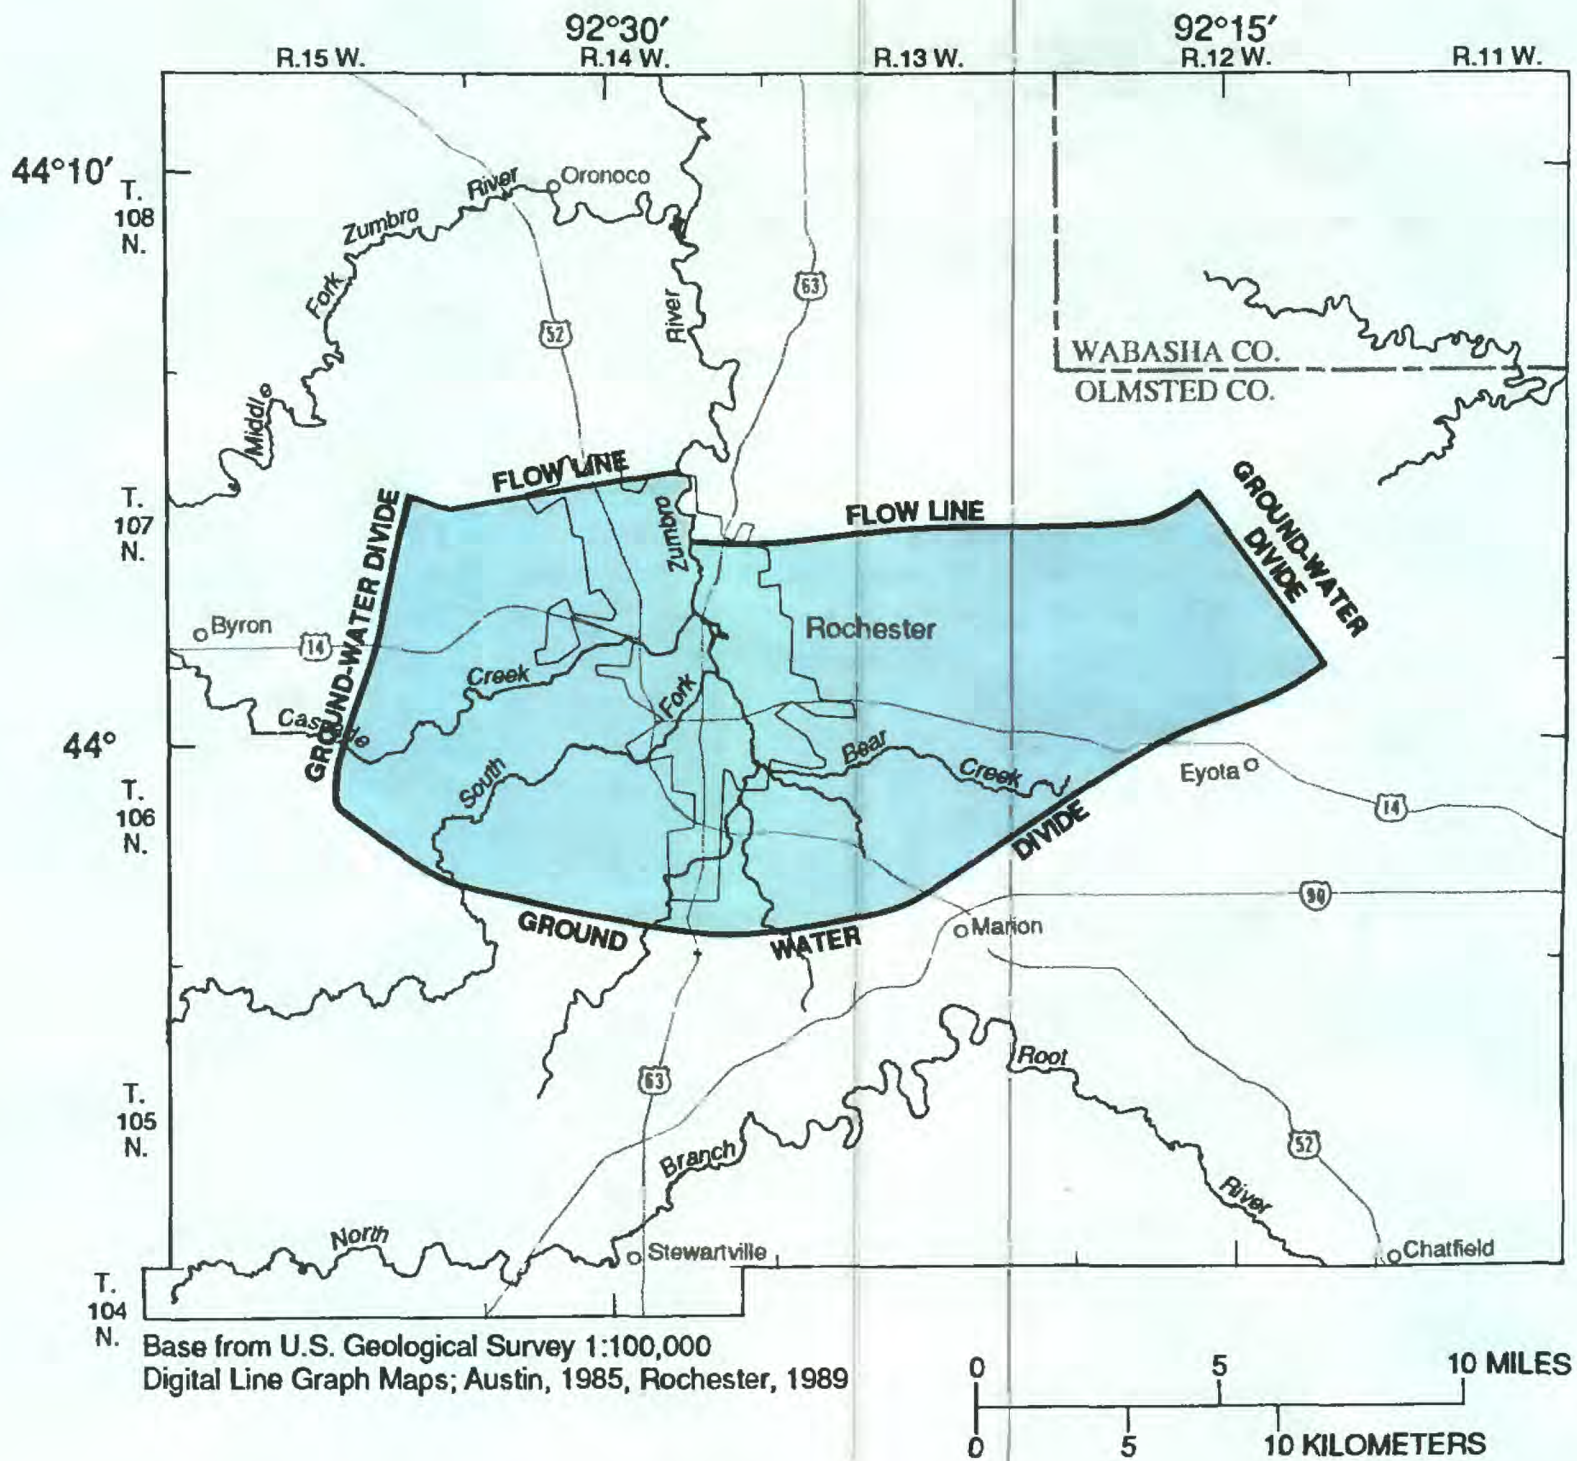 92°30′
92°15′
R.15 W.
R.14 W.
R.13 W.
R.12 W.
R.11 W.
44°10′
T.
108
N.
Oronoco
Middle
Fork
Zumbro
River
River
63
52
WABASHA CO.
OLMSTED CO.
T.
107
N.
FLOW LINE
FLOW LINE
GROUND-WATER DIVIDE
GROUND-WATER
DIVIDE
Zumbro
Byron
14
Rochester
Creek
Cascade
Fork
South
44°
Bear
Creek
Eyota
14
T.
106
N.
DIVIDE
GROUND
WATER
90
Marion
Root
63
T.
105
N.
52
Branch
River
North
Stewartville
Chatfield
T.
104
N.
Base from U.S. Geological Survey 1:100,000
Digital Line Graph Maps; Austin, 1985, Rochester, 1989
0 5 10 MILES
0 5 10 KILOMETERS